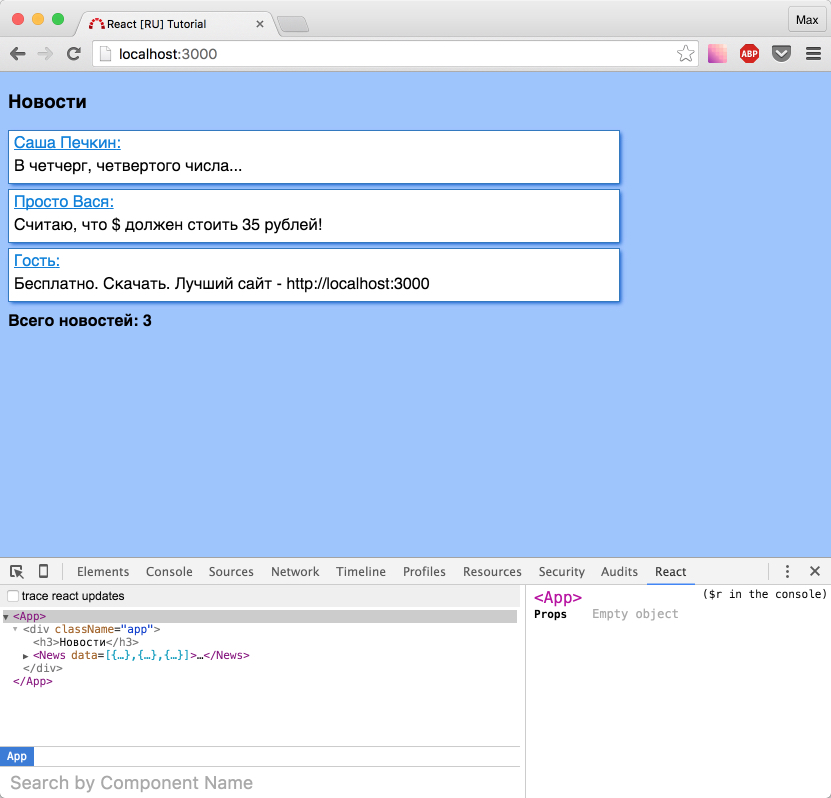 React [RU] Tutorial
Max
localhost:3000
ABP
Новости
Саша Печкин:
В четчерг, четвертого числа...
Просто Вася:
Считаю, что $ должен стоить 35 рублей!
Гость:
Бесплатно. Скачать. Лучший сайт - http://localhost:3000
Всего новостей: 3
Elements Console Sources Network Timeline Profiles Resources Security Audits React
trace react updates
<App>
<div className="app">
<h3>Новости</h3>
<News data=[{…},{…},{…}]>…</News>
</div>
</App>
App
Search by Component Name
<App> ($r in the console)
Props Empty object